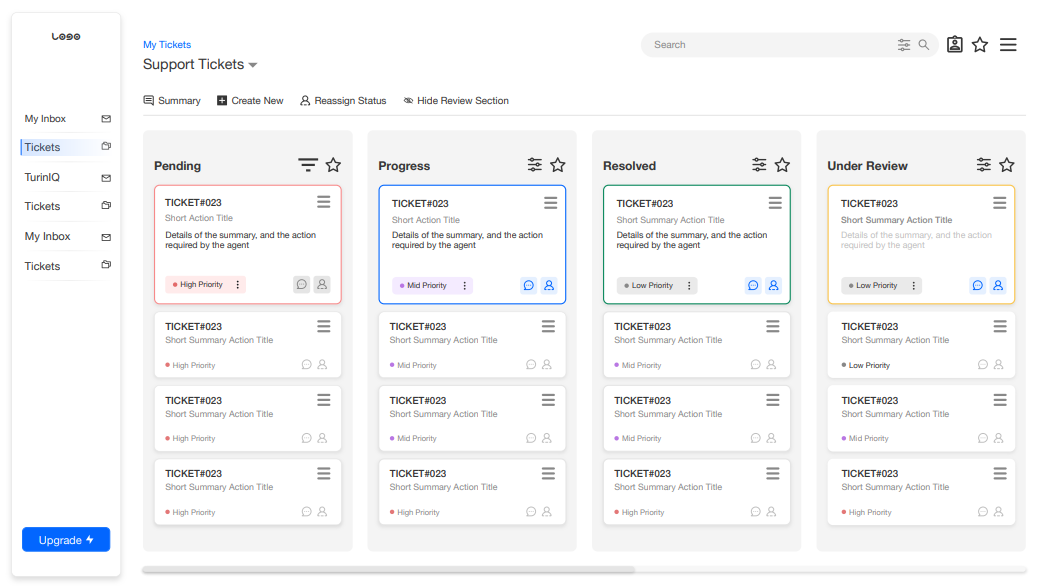 LOGO
My Inbox
Tickets
TurinIQ
Tickets
My Inbox
Tickets
Upgrade
My Tickets
Support Tickets
Search
Summary
Create New
Reassign Status
Hide Review Section
Pending
TICKET#023
Short Action Title
Details of the summary, and the action
required by the agent
High Priority
TICKET#023
Short Summary Action Title
High Priority
TICKET#023
Short Summary Action Title
High Priority
TICKET#023
Short Summary Action Title
High Priority
Progress
TICKET#023
Short Action Title
Details of the summary, and the action
required by the agent
Mid Priority
TICKET#023
Short Summary Action Title
Mid Priority
TICKET#023
Short Summary Action Title
Mid Priority
TICKET#023
Short Summary Action Title
High Priority
Resolved
TICKET#023
Short Summary Action Title
Details of the summary, and the action
required by the agent
Low Priority
TICKET#023
Short Summary Action Title
Mid Priority
TICKET#023
Short Summary Action Title
Mid Priority
TICKET#023
Short Summary Action Title
High Priority
Under Review
TICKET#023
Short Summary Action Title
Details of the summary, and the action
required by the agent
Low Priority
TICKET#023
Short Summary Action Title
Low Priority
TICKET#023
Short Summary Action Title
Mid Priority
TICKET#023
Short Summary Action Title
High Priority